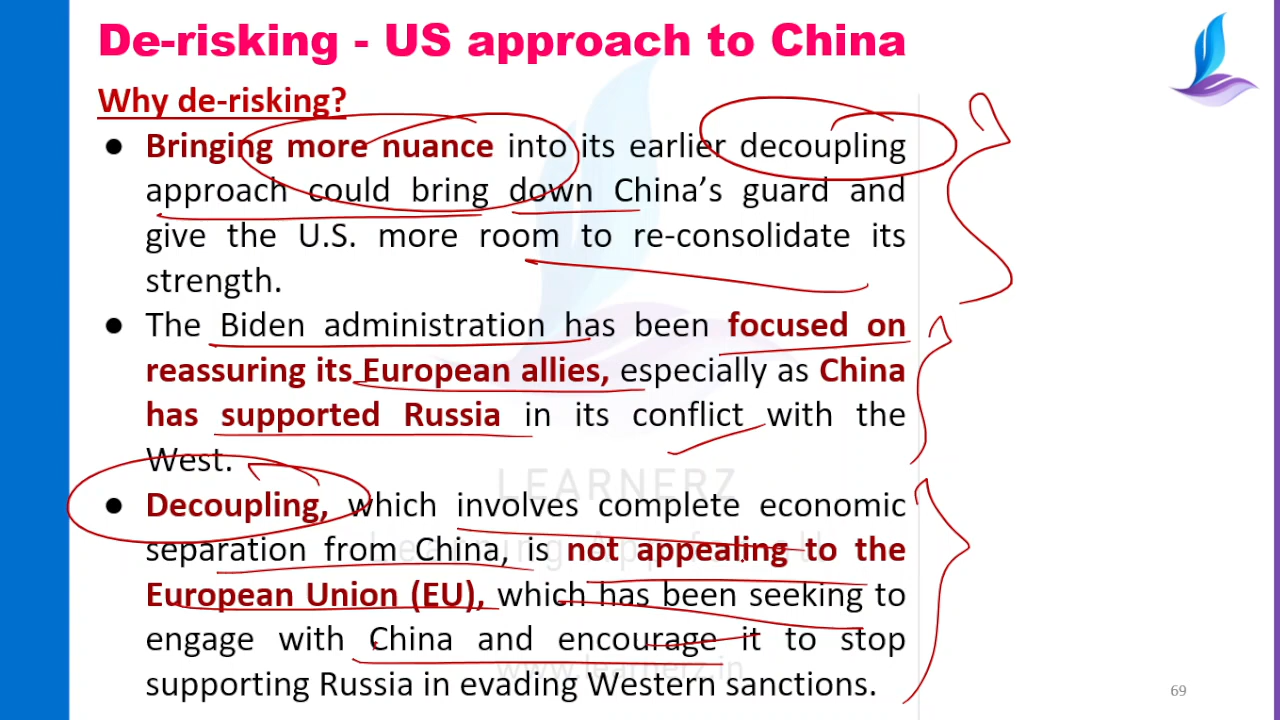 De-risking - US approach to China
Why de-risking?
● Bringing more nuance into its earlier decoupling
approach could bring down China's guard and
give the U.S. more room to re-consolidate its
strength.
● The Biden administration has been focused on
reassuring its European allies, especially as China
has supported Russia in its conflict with the
West.
● Decoupling, which involves complete economic
separation from China, is not appealing to the
European Union (EU), which has been seeking to
engage with China and encourage it to stop
supporting Russia in evading Western sanctions.
LEARNERZ
www.learnerz.in
69